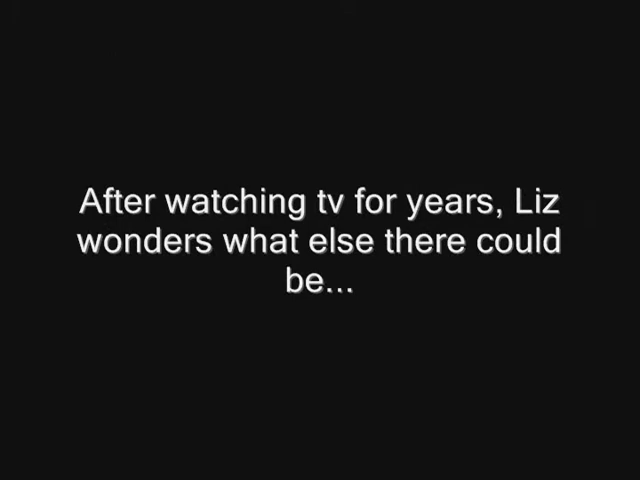 After watching tv for years, Liz
wonders what else there could
be...